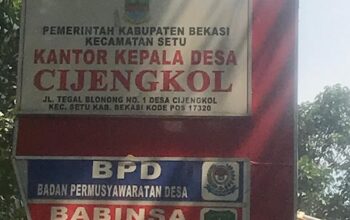 PEMERINTAH KABUPATEN BEKASI
KECAMATAN SETU
KANTOR KEPALA DESA
CIJENGKOL
JL. TEGAL BLONONG NO. 1 DESA CIJENGKOL
KEC. SETU KAB. BEKASI KODE POS 17320
BPD
BADAN PERMUSYAWARATAN DESA
BABINSA